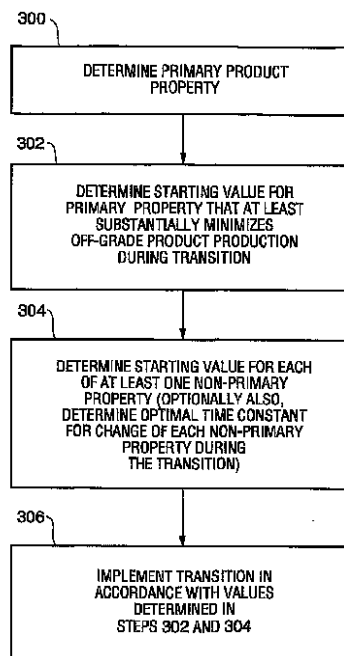 300
DETERMINE PRIMARY PRODUCT
PROPERTY
302
DETERMINE STARTING VALUE FOR
PRIMARY PROPERTY THAT AT LEAST
SUBSTANTIALLY MINIMIZES
OFF-GRADE PRODUCT PRODUCTION
DURING TRANSITION
304
DETERMINE STARTING VALUE FOR EACH
OF AT LEAST ONE NON-PRIMARY
PROPERTY (OPTIONALLY ALSO,
DETERMINE OPTIMAL TIME CONSTANT
FOR CHANGE OF EACH NON-PRIMARY
PROPERTY DURING
THE TRANSITION)
306
IMPLEMENT TRANSITION IN
ACCORDANCE WITH VALUES
DETERMINED IN
STEPS 302 AND 304